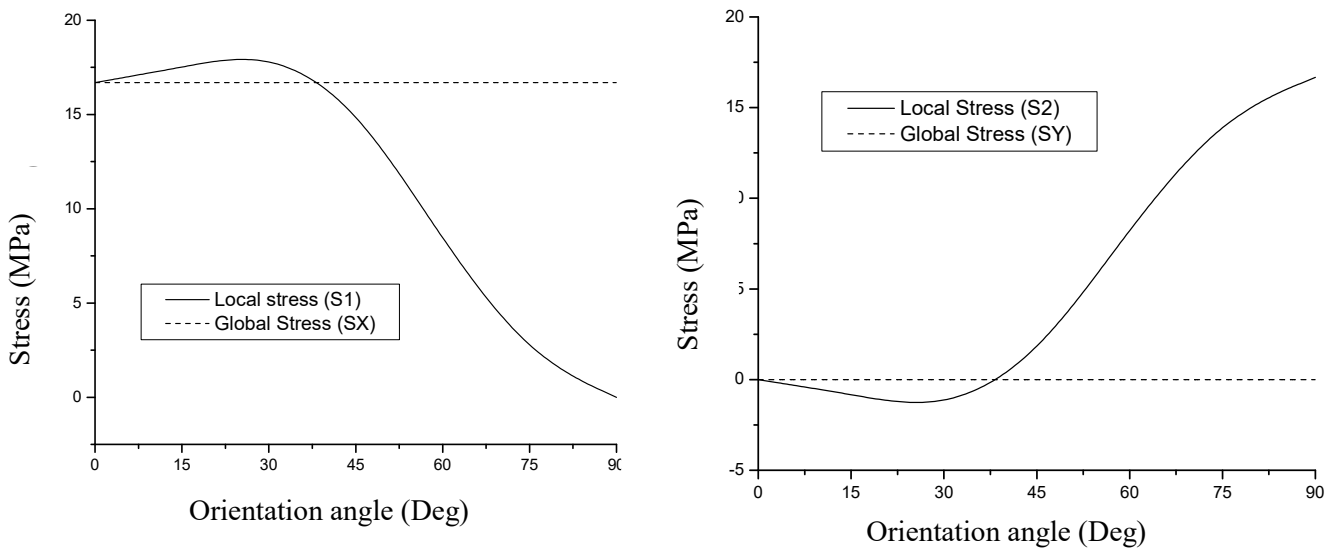 20
15
10
5
0
Stress (MPa)
Local stress (S1)
Global Stress (SX)
0 15 30 45 60 75 90
Orientation angle (Deg)
20
15
0
-5
Stress (MPa)
Local Stress (S2)
Global Stress (SY)
0 15 30 45 60 75 90
Orientation angle (Deg)